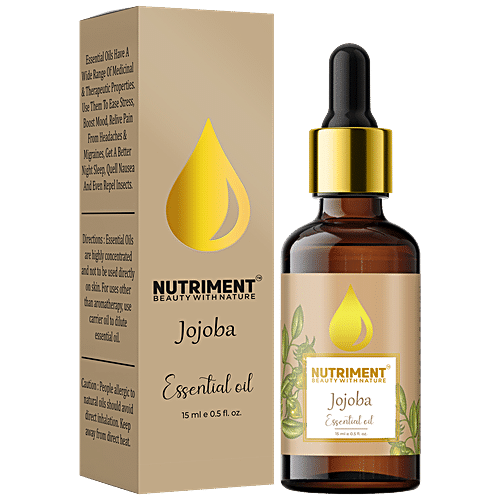 Essential Oils Have A
Wide Range Of Medicinal
& Therapeutic Properties.
Use Them To Ease Stress,
Boost Mood, Relive Pain
From Headaches &
Migraines, Get A Better
Night Sleep, Quell Nausea
And Even Repel Insects.
Directions : Essential Oils
are highly concentrated
and not to be used directly
on skin. For uses other
than aromatherapy, use
carrier oil to dilute
essential oil.
Caution : People allergic to
natural oils should avoid
direct inhalation. Keep
away from direct heat.
NUTRIMENT™
BEAUTY WITH NATURE
Jojoba
Essential oil
15 ml e 0.5 fl. oz.
NUTRIMENT®
BEAUTY WITH NATURE
Jojoba
Essential oil
15 ml e 0.5 fl. oz.